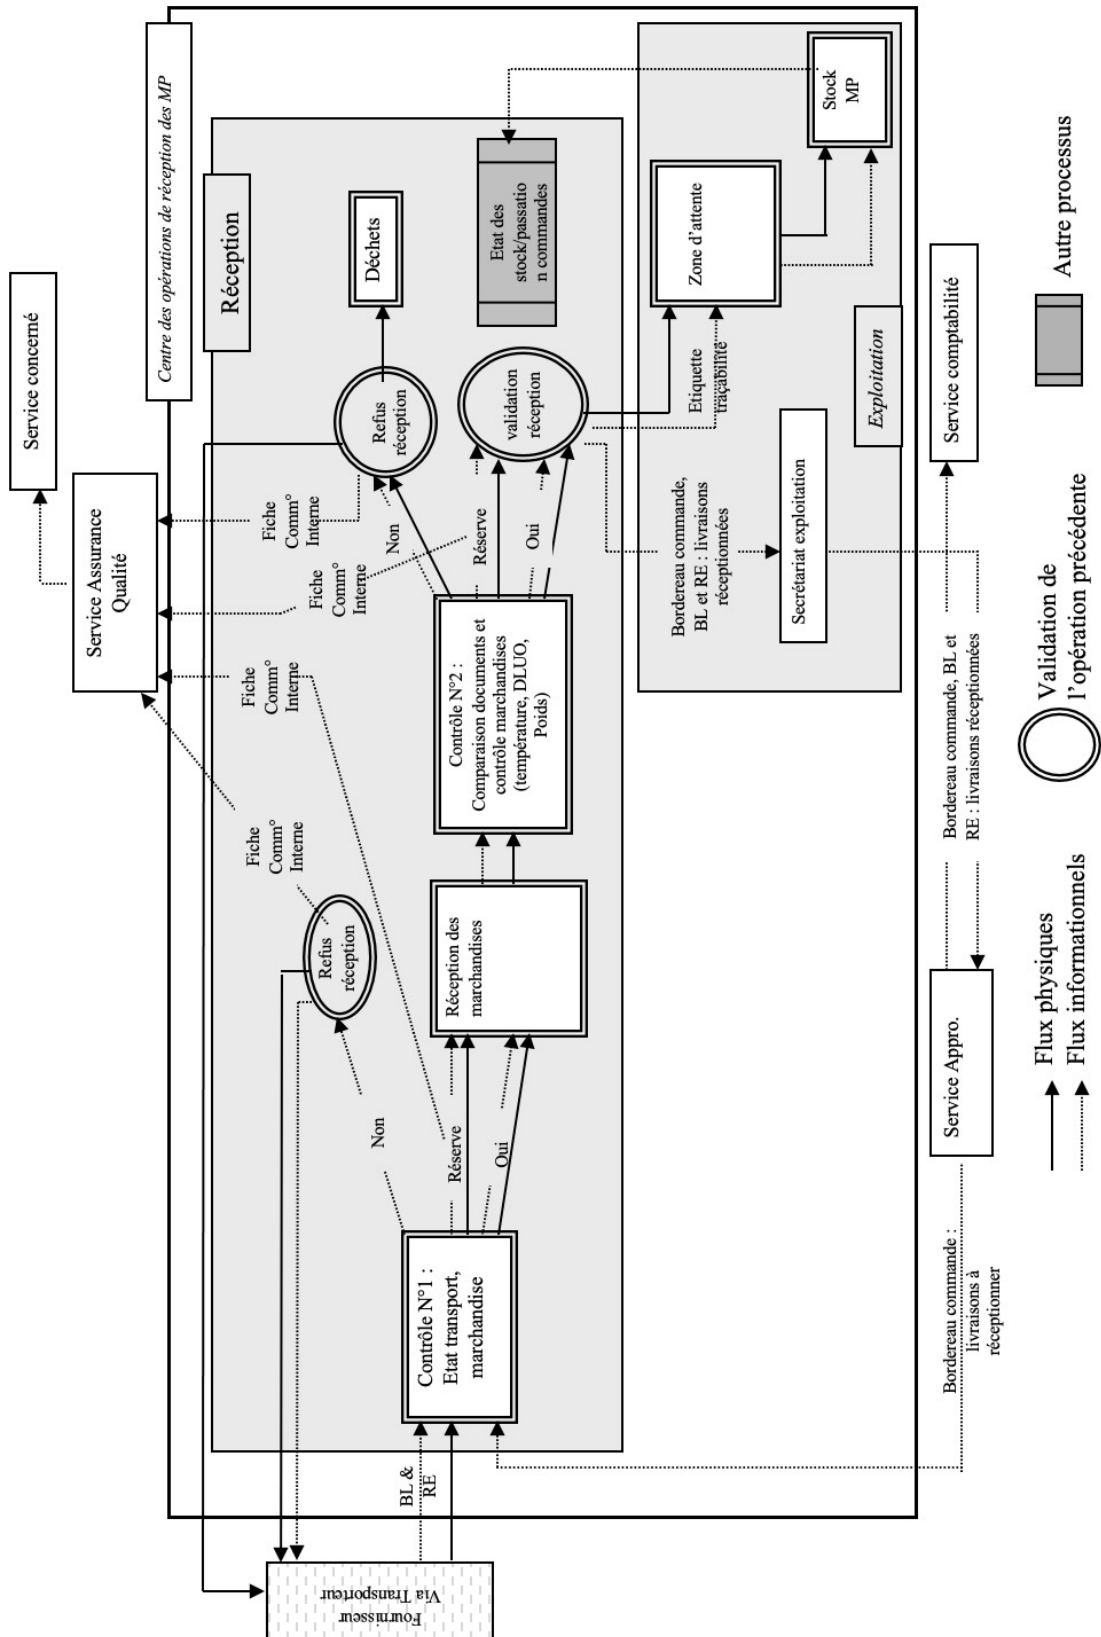 Service concerné
Service Assurance
Qualité
Centre des opérations de réception des MP
Réception
Fournisseur
Via Transporteur
BL &
RE
Contrôle N°1 :
Etat transport,
marchandise
Non
Réserve
Oui
Refus
réception
Fiche
Comm°
Interne
Fiche
Comm°
Interne
Réception des
marchandises
Contrôle N°2 :
Comparaison documents et
contrôle marchandises
(température, DLUO,
Poids)
Fiche
Comm°
Interne
Fiche
Comm°
Interne
Non
Réserve
Oui
Refus
réception
validation
réception
Déchets
Etat des
stock/passatio
n commandes
Bordereau commande,
BL et RE : livraisons
réceptionnées
Etiquette
traçabilité
Secrétariat exploitation
Zone d'attente
Stock
MP
Exploitation
Bordereau commande :
livraisons à
réceptionner
Service Appro.
Bordereau commande, BL et
RE : livraisons réceptionnées
Service comptabilité
Flux physiques
Flux informationnels
Validation de
l'opération précédente
Autre processus